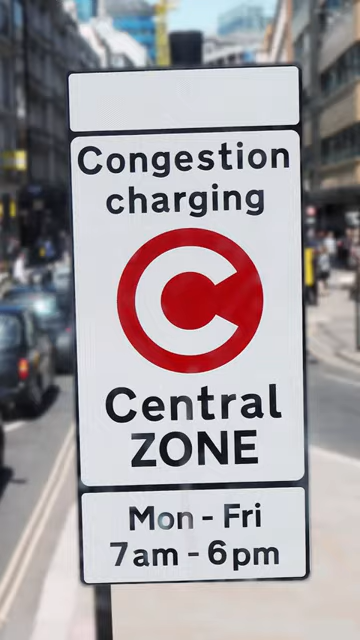 Congestion
charging
C
Central
ZONE
Mon - Fri
7am - 6pm